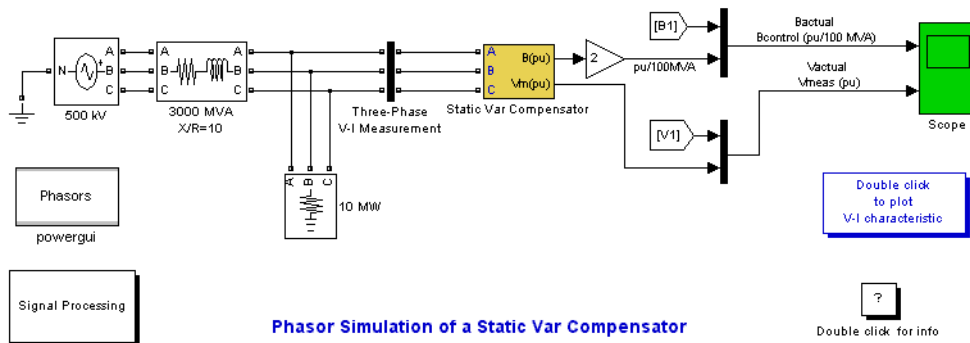 [B1]
Bactual
Bcontrol (pu/100 MVA)
A
A
A
A
B(pu)
2
N
B
B
B
B
pu/100MVA
Vactual
Vmeas (pu)
C
C
C
C
Vm(pu)
500 kV
3000 MVA
X/R=10
Three-Phase
V-I Measurement
Static Var Compensator
Scope
[V1]
A B C
10 MW
Phasors
powergui
Double click
to plot
V-I characteristic
Signal Processing
?
Phasor Simulation of a Static Var Compensator
Double click for info